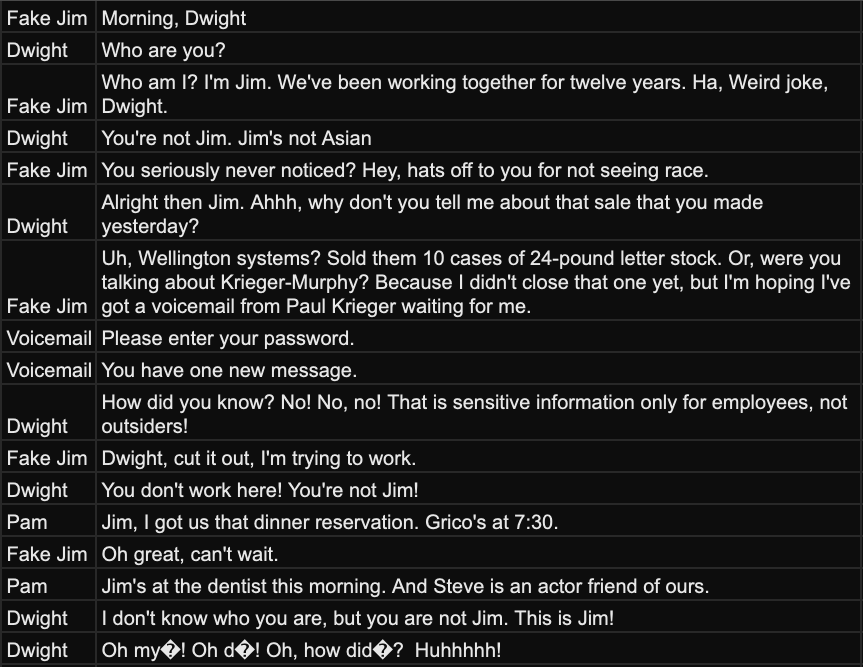 Fake Jim Morning, Dwight
Dwight Who are you?
Who am I? I'm Jim. We've been working together for twelve years. Ha, Weird joke,
Fake Jim Dwight.
Dwight You're not Jim. Jim's not Asian
Fake Jim You seriously never noticed? Hey, hats off to you for not seeing race.
Alright then Jim. Ahhh, why don't you tell me about that sale that you made
Dwight yesterday?
Uh, Wellington systems? Sold them 10 cases of 24-pound letter stock. Or, were you
talking about Krieger-Murphy? Because I didn't close that one yet, but I'm hoping I've
Fake Jim got a voicemail from Paul Krieger waiting for me.
Voicemail Please enter your password.
Voicemail You have one new message.
How did you know? No! No, no! That is sensitive information only for employees, not
Dwight outsiders!
Fake Jim Dwight, cut it out, I'm trying to work.
Dwight You don't work here! You're not Jim!
Pam Jim, I got us that dinner reservation. Grico's at 7:30.
Fake Jim Oh great, can't wait.
Pam Jim's at the dentist this morning. And Steve is an actor friend of ours.
Dwight I don't know who you are, but you are not Jim. This is Jim!
Dwight Oh my�! Oh d�! Oh, how did�?  Huhhhhh!